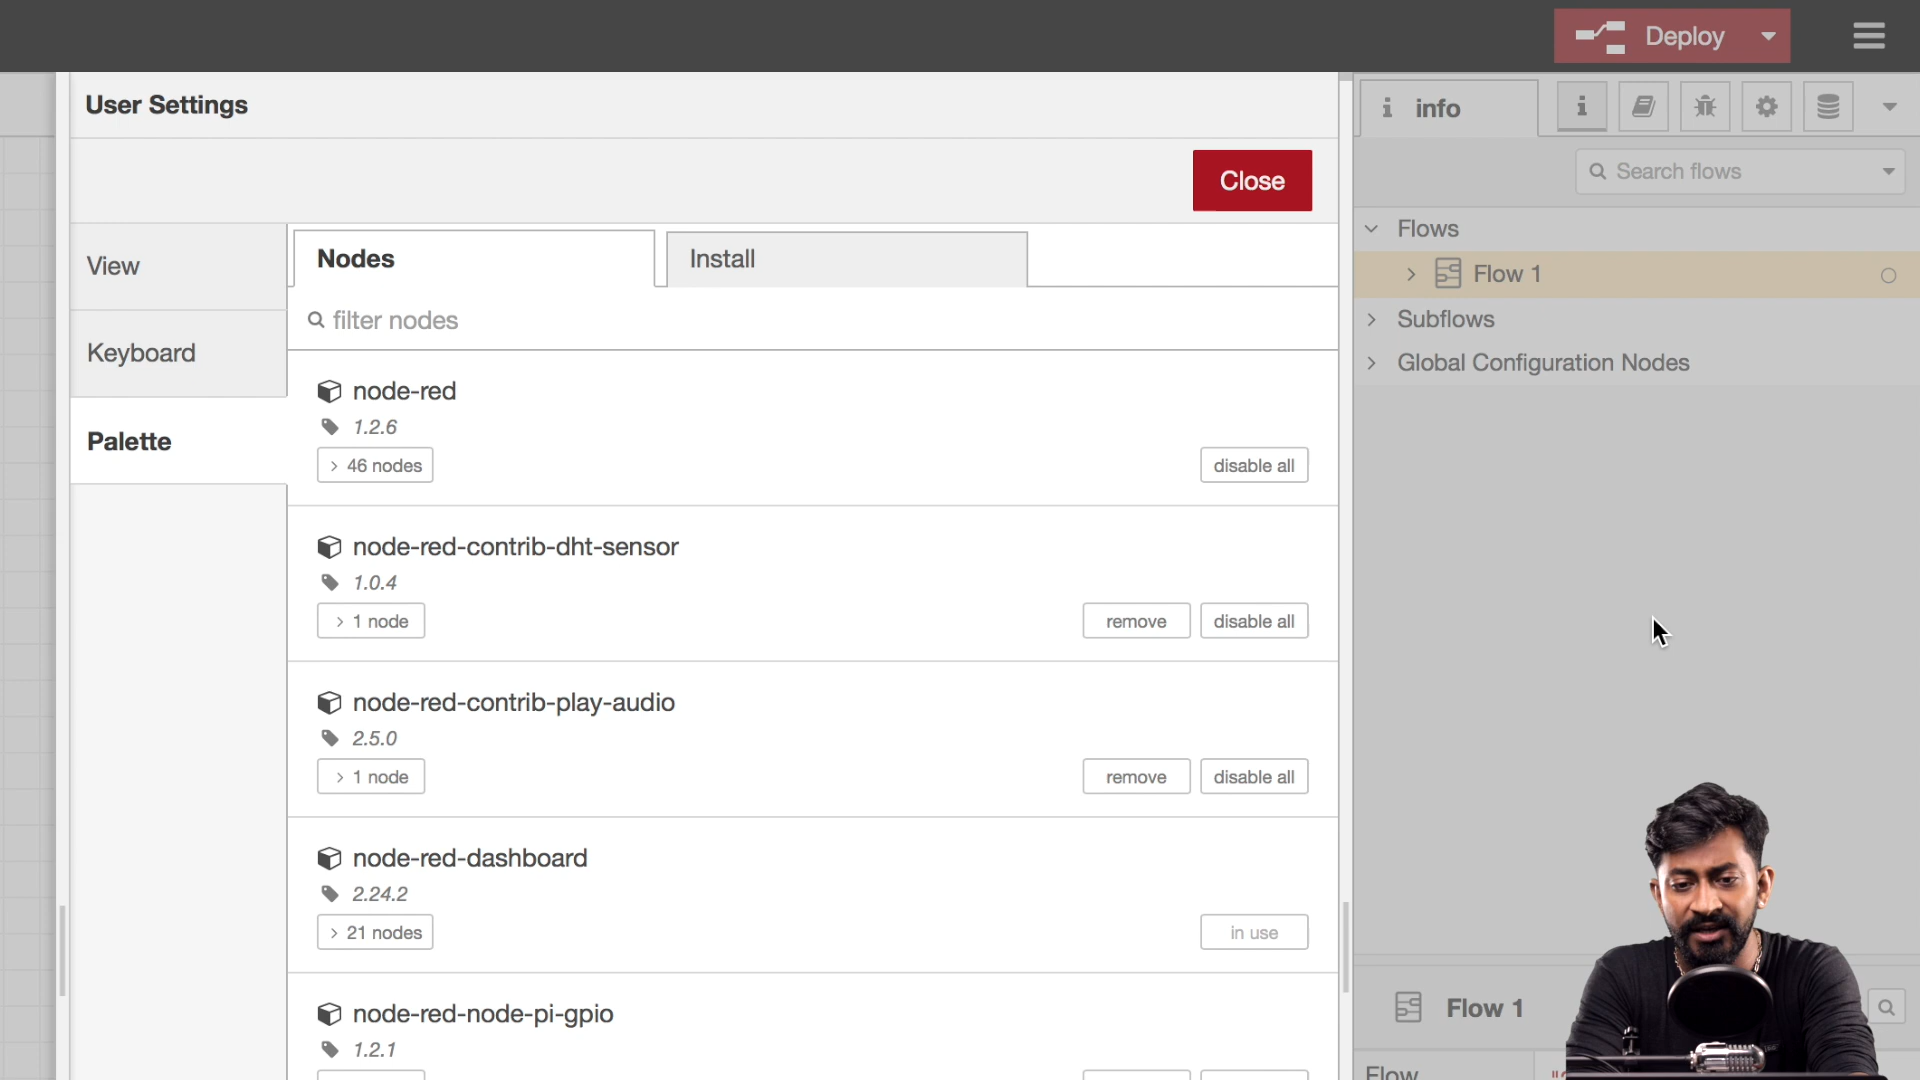 Deploy
User Settings
Close
View
Keyboard
Palette
Nodes
Install
filter nodes
node-red
1.2.6
46 nodes
disable all
node-red-contrib-dht-sensor
1.0.4
1 node
remove
disable all
node-red-contrib-play-audio
2.5.0
1 node
remove
disable all
node-red-dashboard
2.24.2
21 nodes
in use
node-red-node-pi-gpio
1.2.1
i info
i
Search flows
Flows
Flow 1
Subflows
Global Configuration Nodes
Flow 1
Flow